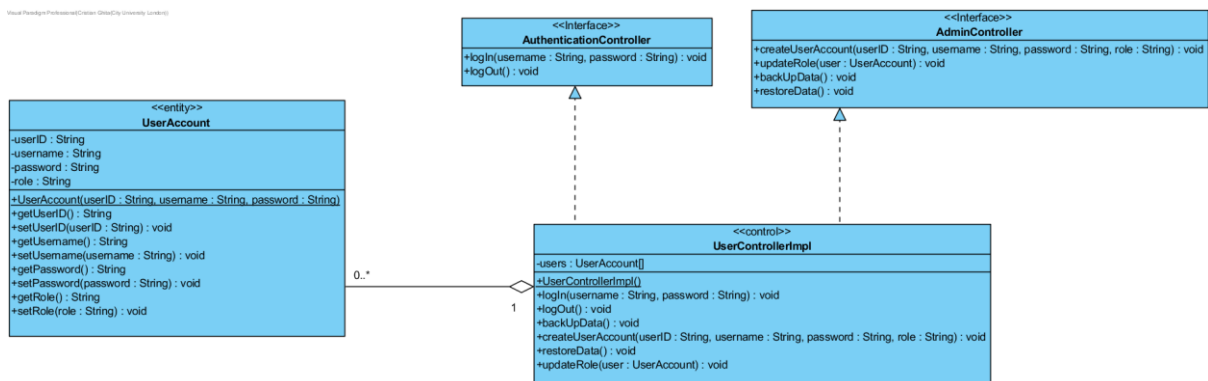 Visual Paradigm Professional(Cristian Ghita(City University London))
<<Interface>>
AuthenticationController
+logIn(username : String, password : String) : void
+logOut() : void
<<Interface>>
AdminController
+createUserAccount(userID : String, username : String, password : String, role : String) : void
+updateRole(user : UserAccount) : void
+backUpData() : void
+restoreData() : void
<<entity>>
UserAccount
-userID : String
-username : String
-password : String
-role : String
+UserAccount(userID : String, username : String, password : String)
+getUserID() : String
+setUserID(userID : String) : void
+getUsername() : String
+setUsername(username : String) : void
+getPassword() : String
+setPassword(password : String) : void
+getRole() : String
+setRole(role : String) : void
0..*
1
<<control>>
UserControllerImpl
-users : UserAccount[]
+UserControllerImpl()
+logIn(username : String, password : String) : void
+logOut() : void
+backUpData() : void
+createUserAccount(userID : String, username : String, password : String, role : String) : void
+restoreData() : void
+updateRole(user : UserAccount) : void